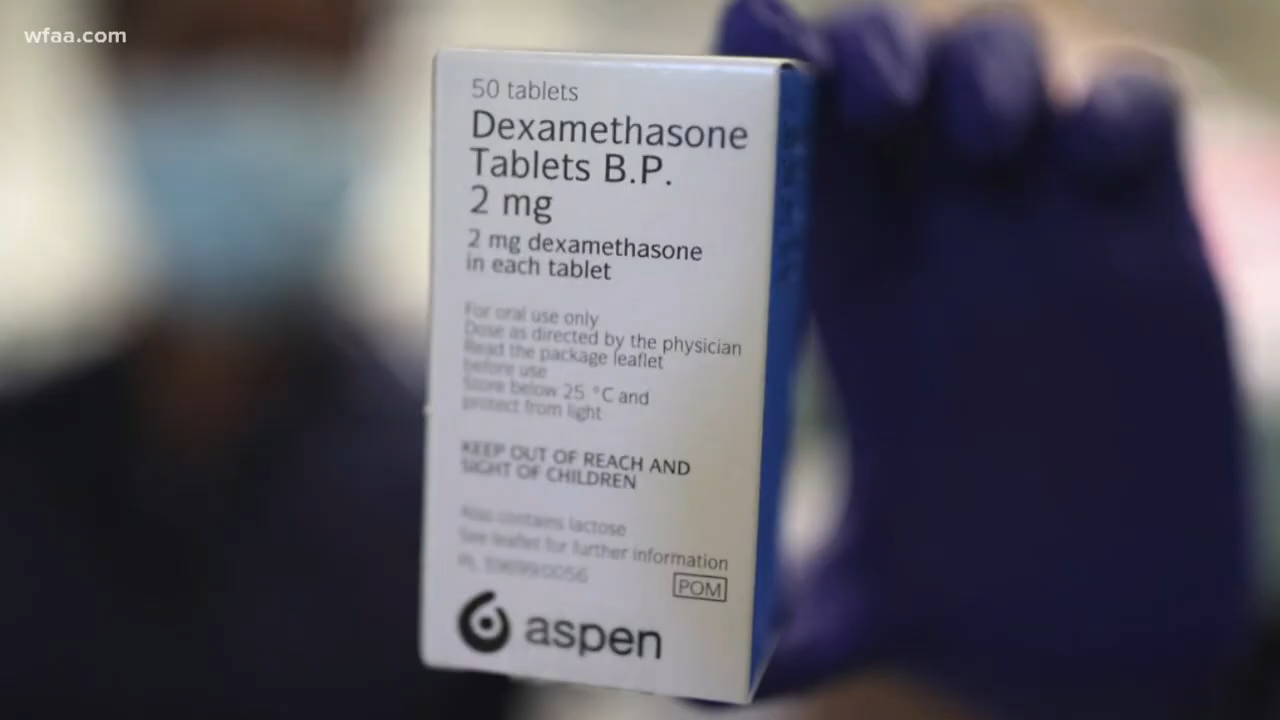 wfaa.com
50 tablets
Dexamethasone
Tablets B.P.
2 mg
2 mg dexamethasone
in each tablet
For oral use only
Dose as directed by the physician
Read the package leaflet
before use
Store below 25 °C and
protect from light
KEEP OUT OF REACH AND
SIGHT OF CHILDREN
Also contains lactose
See leaflet for further information
PL
POM
aspen